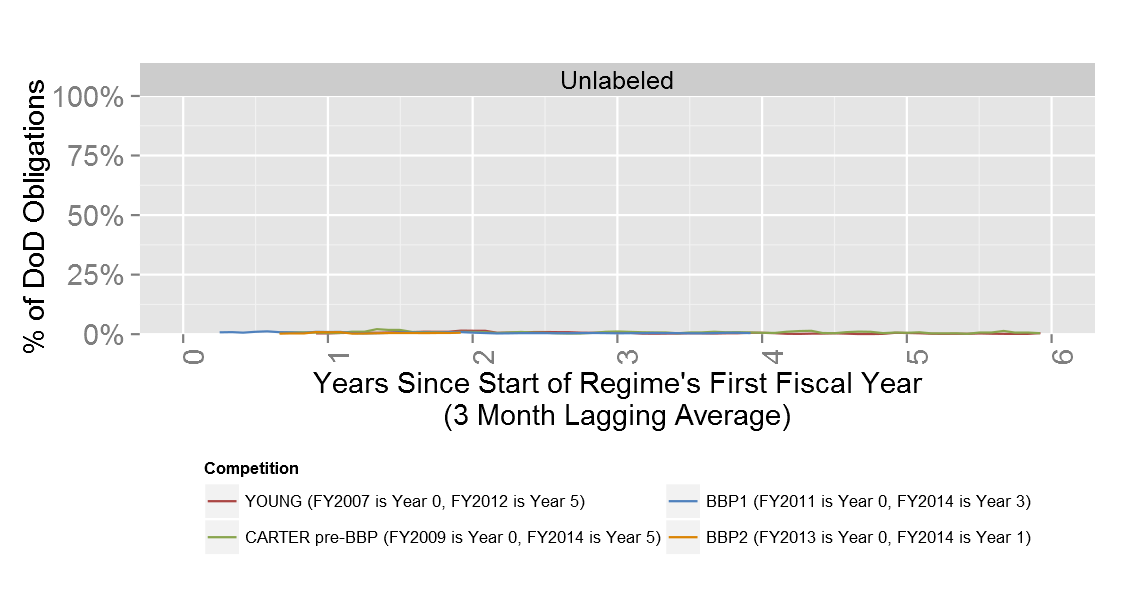 Unlabeled
% of DoD Obligations
100%
75%
50%
25%
0%
0 1 2 3 4 5 6
Years Since Start of Regime's First Fiscal Year
(3 Month Lagging Average)
Competition
YOUNG (FY2007 is Year 0, FY2012 is Year 5)
BBP1 (FY2011 is Year 0, FY2014 is Year 3)
CARTER pre-BBP (FY2009 is Year 0, FY2014 is Year 5)
BBP2 (FY2013 is Year 0, FY2014 is Year 1)